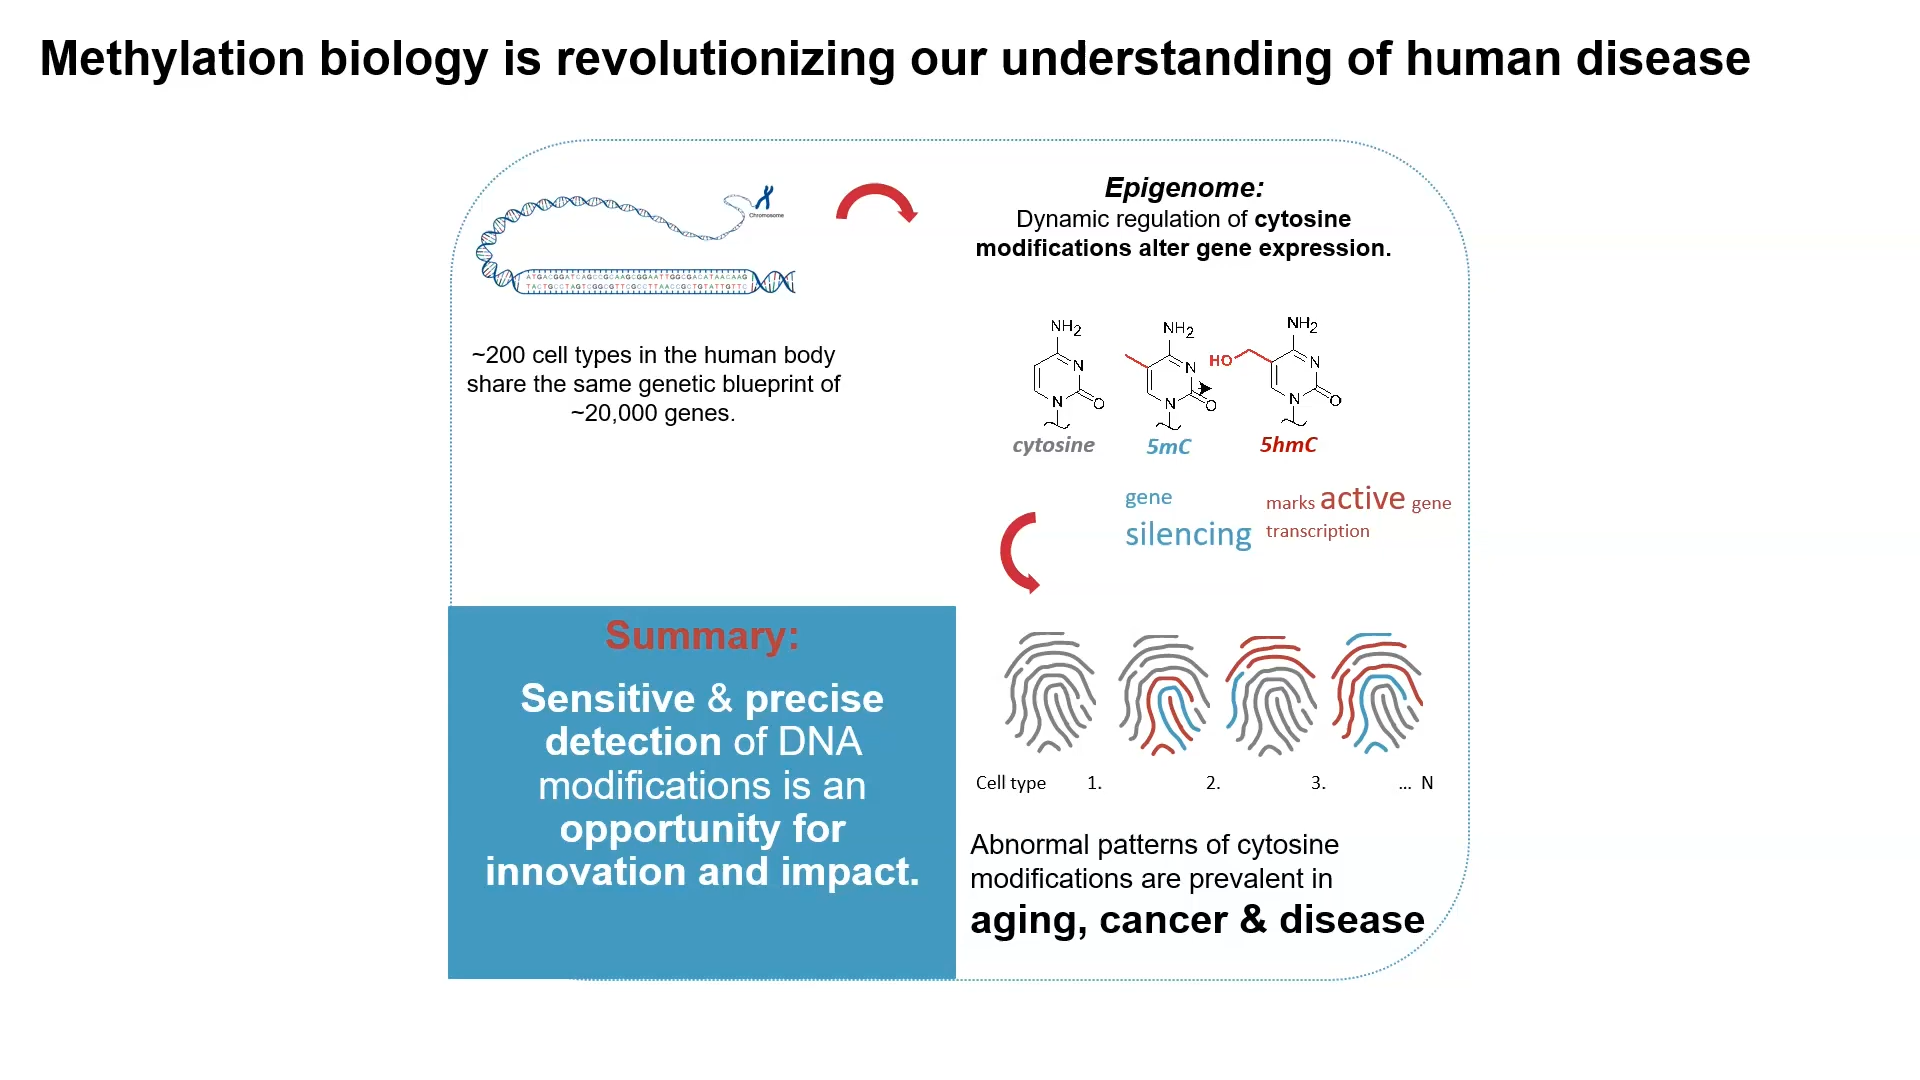 Methylation biology is revolutionizing our understanding of human disease
Chromosome
~200 cell types in the human body
share the same genetic blueprint of
~20,000 genes.
Epigenome:
Dynamic regulation of cytosine
modifications alter gene expression.
NH2
N
N
O
cytosine
NH2
N
N
O
5mC
NH2
HO
N
N
O
5hmC
gene
silencing
marks active gene
transcription
Summary:
Sensitive & precise
detection of DNA
modifications is an
opportunity for
innovation and impact.
Cell type 1. 2. 3. ... N
Abnormal patterns of cytosine
modifications are prevalent in
aging, cancer & disease